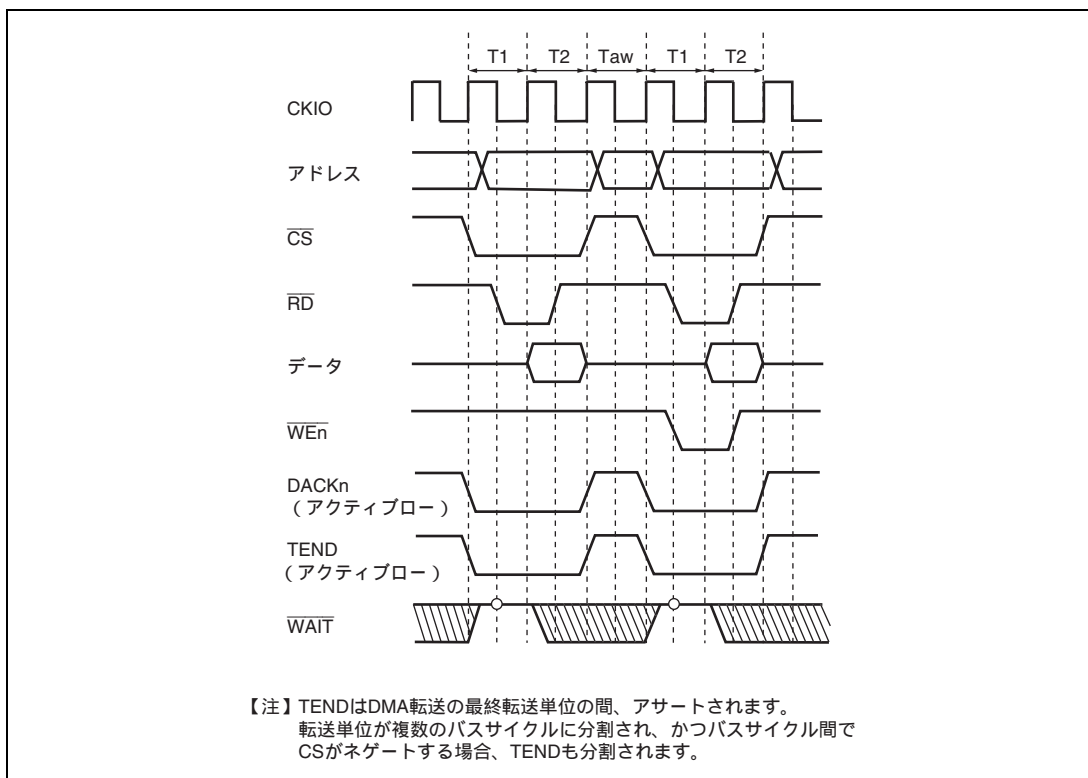 T1 T2 Taw T1 T2
CKIO
アドレス
CS
RD
データ
WEn
DACKn
（アクティブロー）
TEND
（アクティブロー）
WAIT
【注】TENDはDMA転送の最終転送単位の間、アサートされます。
転送単位が複数のバスサイクルに分割され、かつバスサイクル間で
CSがネゲートする場合、TENDも分割されます。